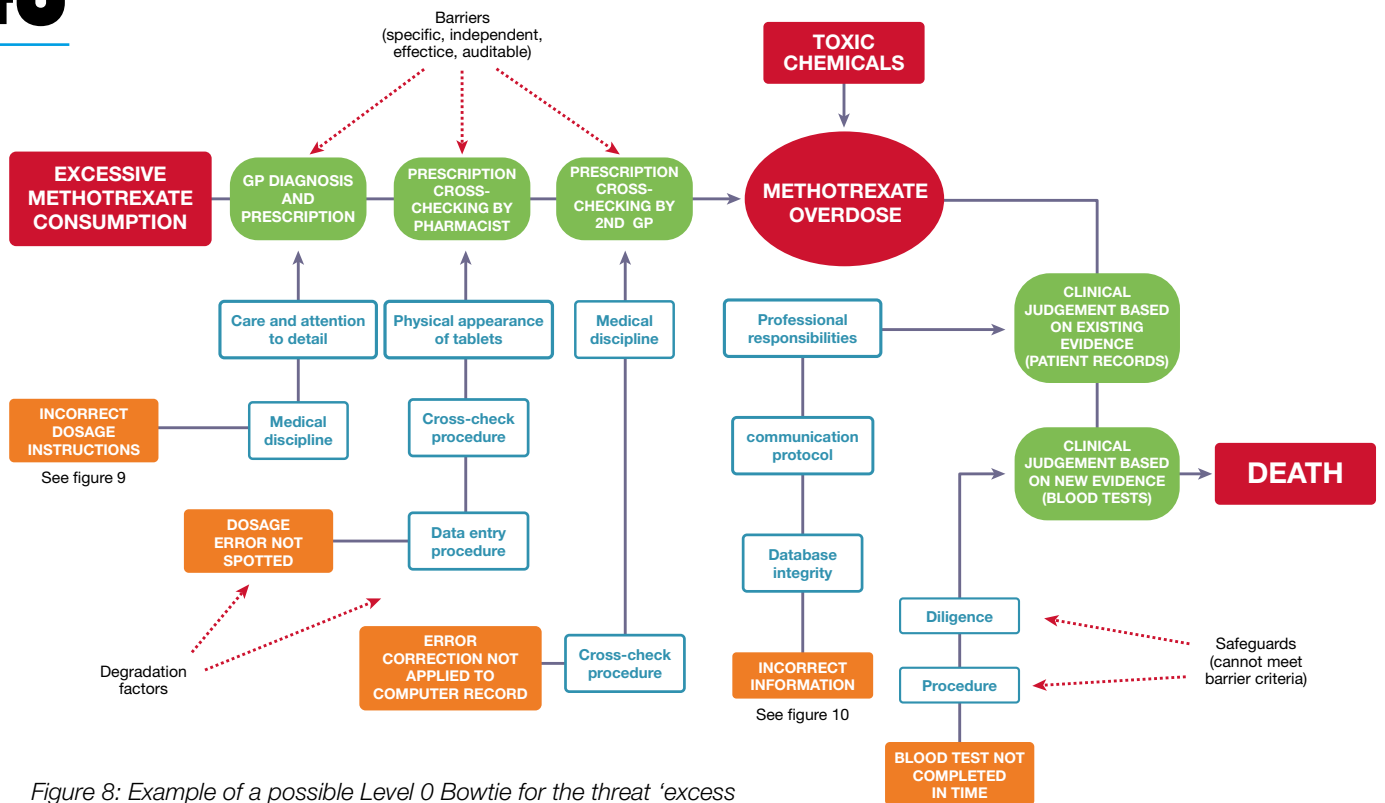 Barriers
(specific, independent,
effectice, auditable)
TOXIC
CHEMICALS
EXCESSIVE
METHOTREXATE
CONSUMPTION
GP DIAGNOSIS
AND
PRESCRIPTION
PRESCRIPTION
CROSS-
CHECKING BY
PHARMACIST
PRESCRIPTION
CROSS-
CHECKING BY
2ND GP
METHOTREXATE
OVERDOSE
Care and attention
to detail
Physical appearance
of tablets
Medical
discipline
Professional
responsibilities
CLINICAL
JUDGEMENT BASED
ON EXISTING
EVIDENCE
(PATIENT RECORDS)
INCORRECT
DOSAGE
INSTRUCTIONS
See figure 9
Medical
discipline
Cross-check
procedure
communication
protocol
CLINICAL
JUDGEMENT BASED
ON NEW EVIDENCE
(BLOOD TESTS)
DEATH
DOSAGE
ERROR NOT
SPOTTED
Data entry
procedure
Database
integrity
Degradation
factors
ERROR
CORRECTION NOT
APPLIED TO
COMPUTER RECORD
Cross-check
procedure
INCORRECT
INFORMATION
See figure 10
Diligence
Procedure
Safeguards
(cannot meet
barrier criteria)
BLOOD TEST NOT
COMPLETED
IN TIME
Figure 8: Example of a possible Level 0 Bowtie for the threat ‘excess